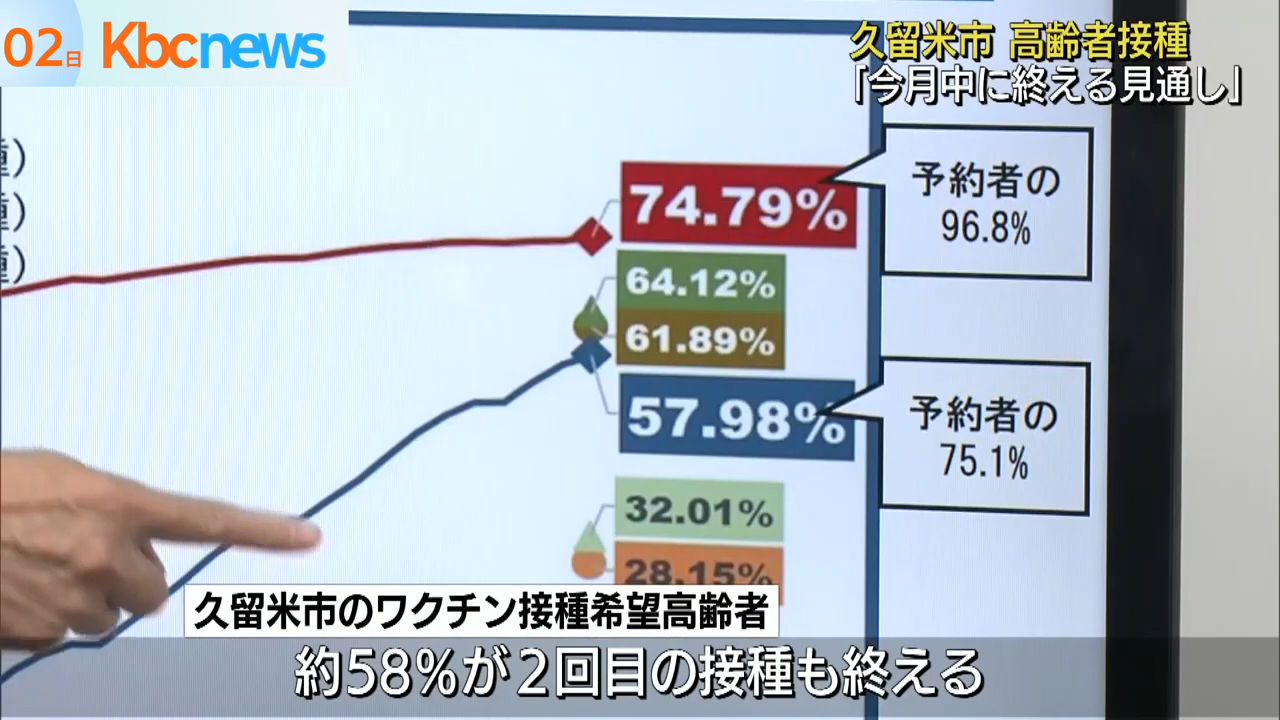 02日 Kbcnews
久留米市 高齢者接種
「今月中に終える見通し」
予約者の
96.8%
74.79%
64.12%
61.89%
57.98%
予約者の
75.1%
32.01%
28.15%
久留米市のワクチン接種希望高齢者
約58%が2回目の接種も終える